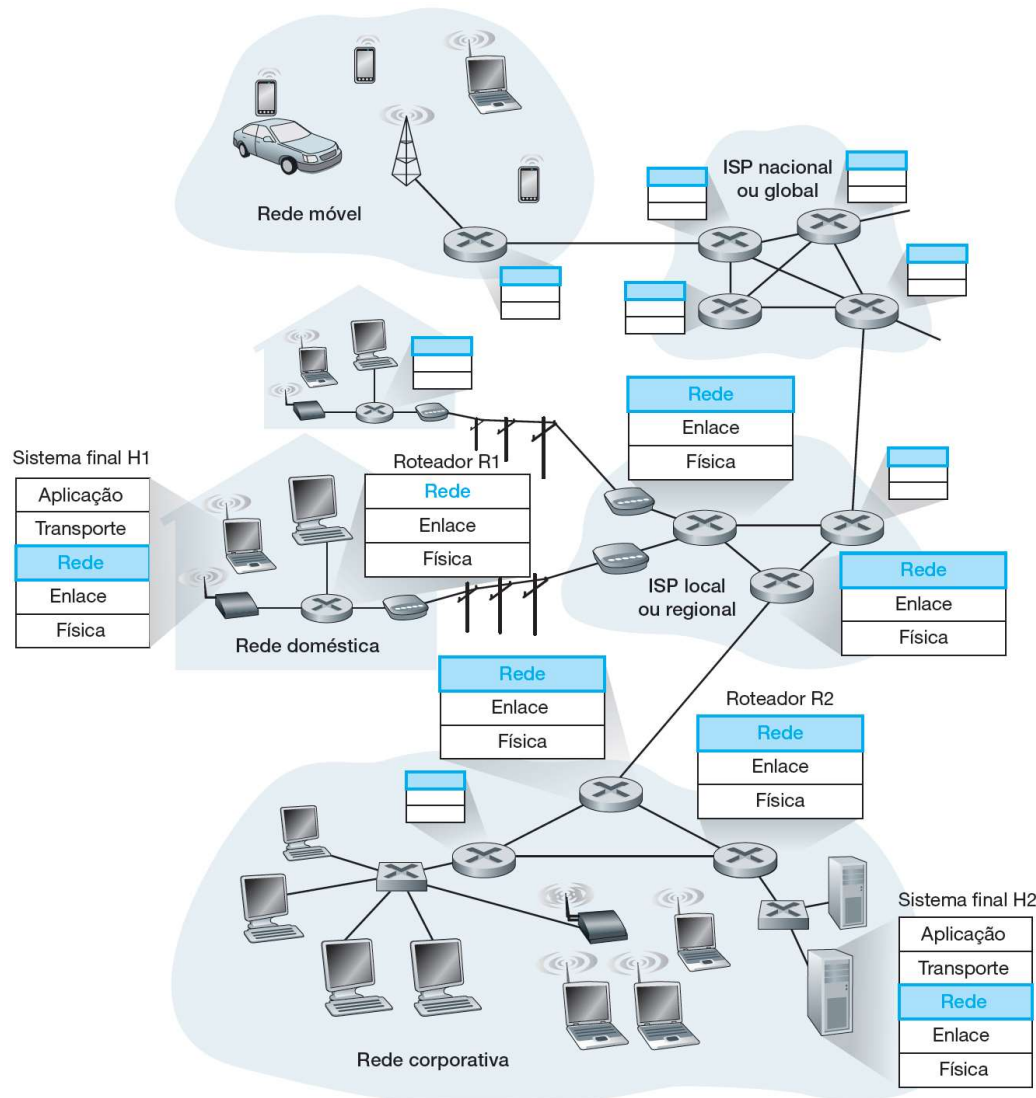 Rede móvel
ISP nacional
ou global
Sistema final H1
Aplicação
Transporte
Rede
Enlace
Física
Roteador R1
Rede
Enlace
Física
Rede doméstica
Rede
Enlace
Física
ISP local
ou regional
Rede
Enlace
Física
Rede
Enlace
Física
Roteador R2
Rede
Enlace
Física
Rede corporativa
Sistema final H2
Aplicação
Transporte
Rede
Enlace
Física